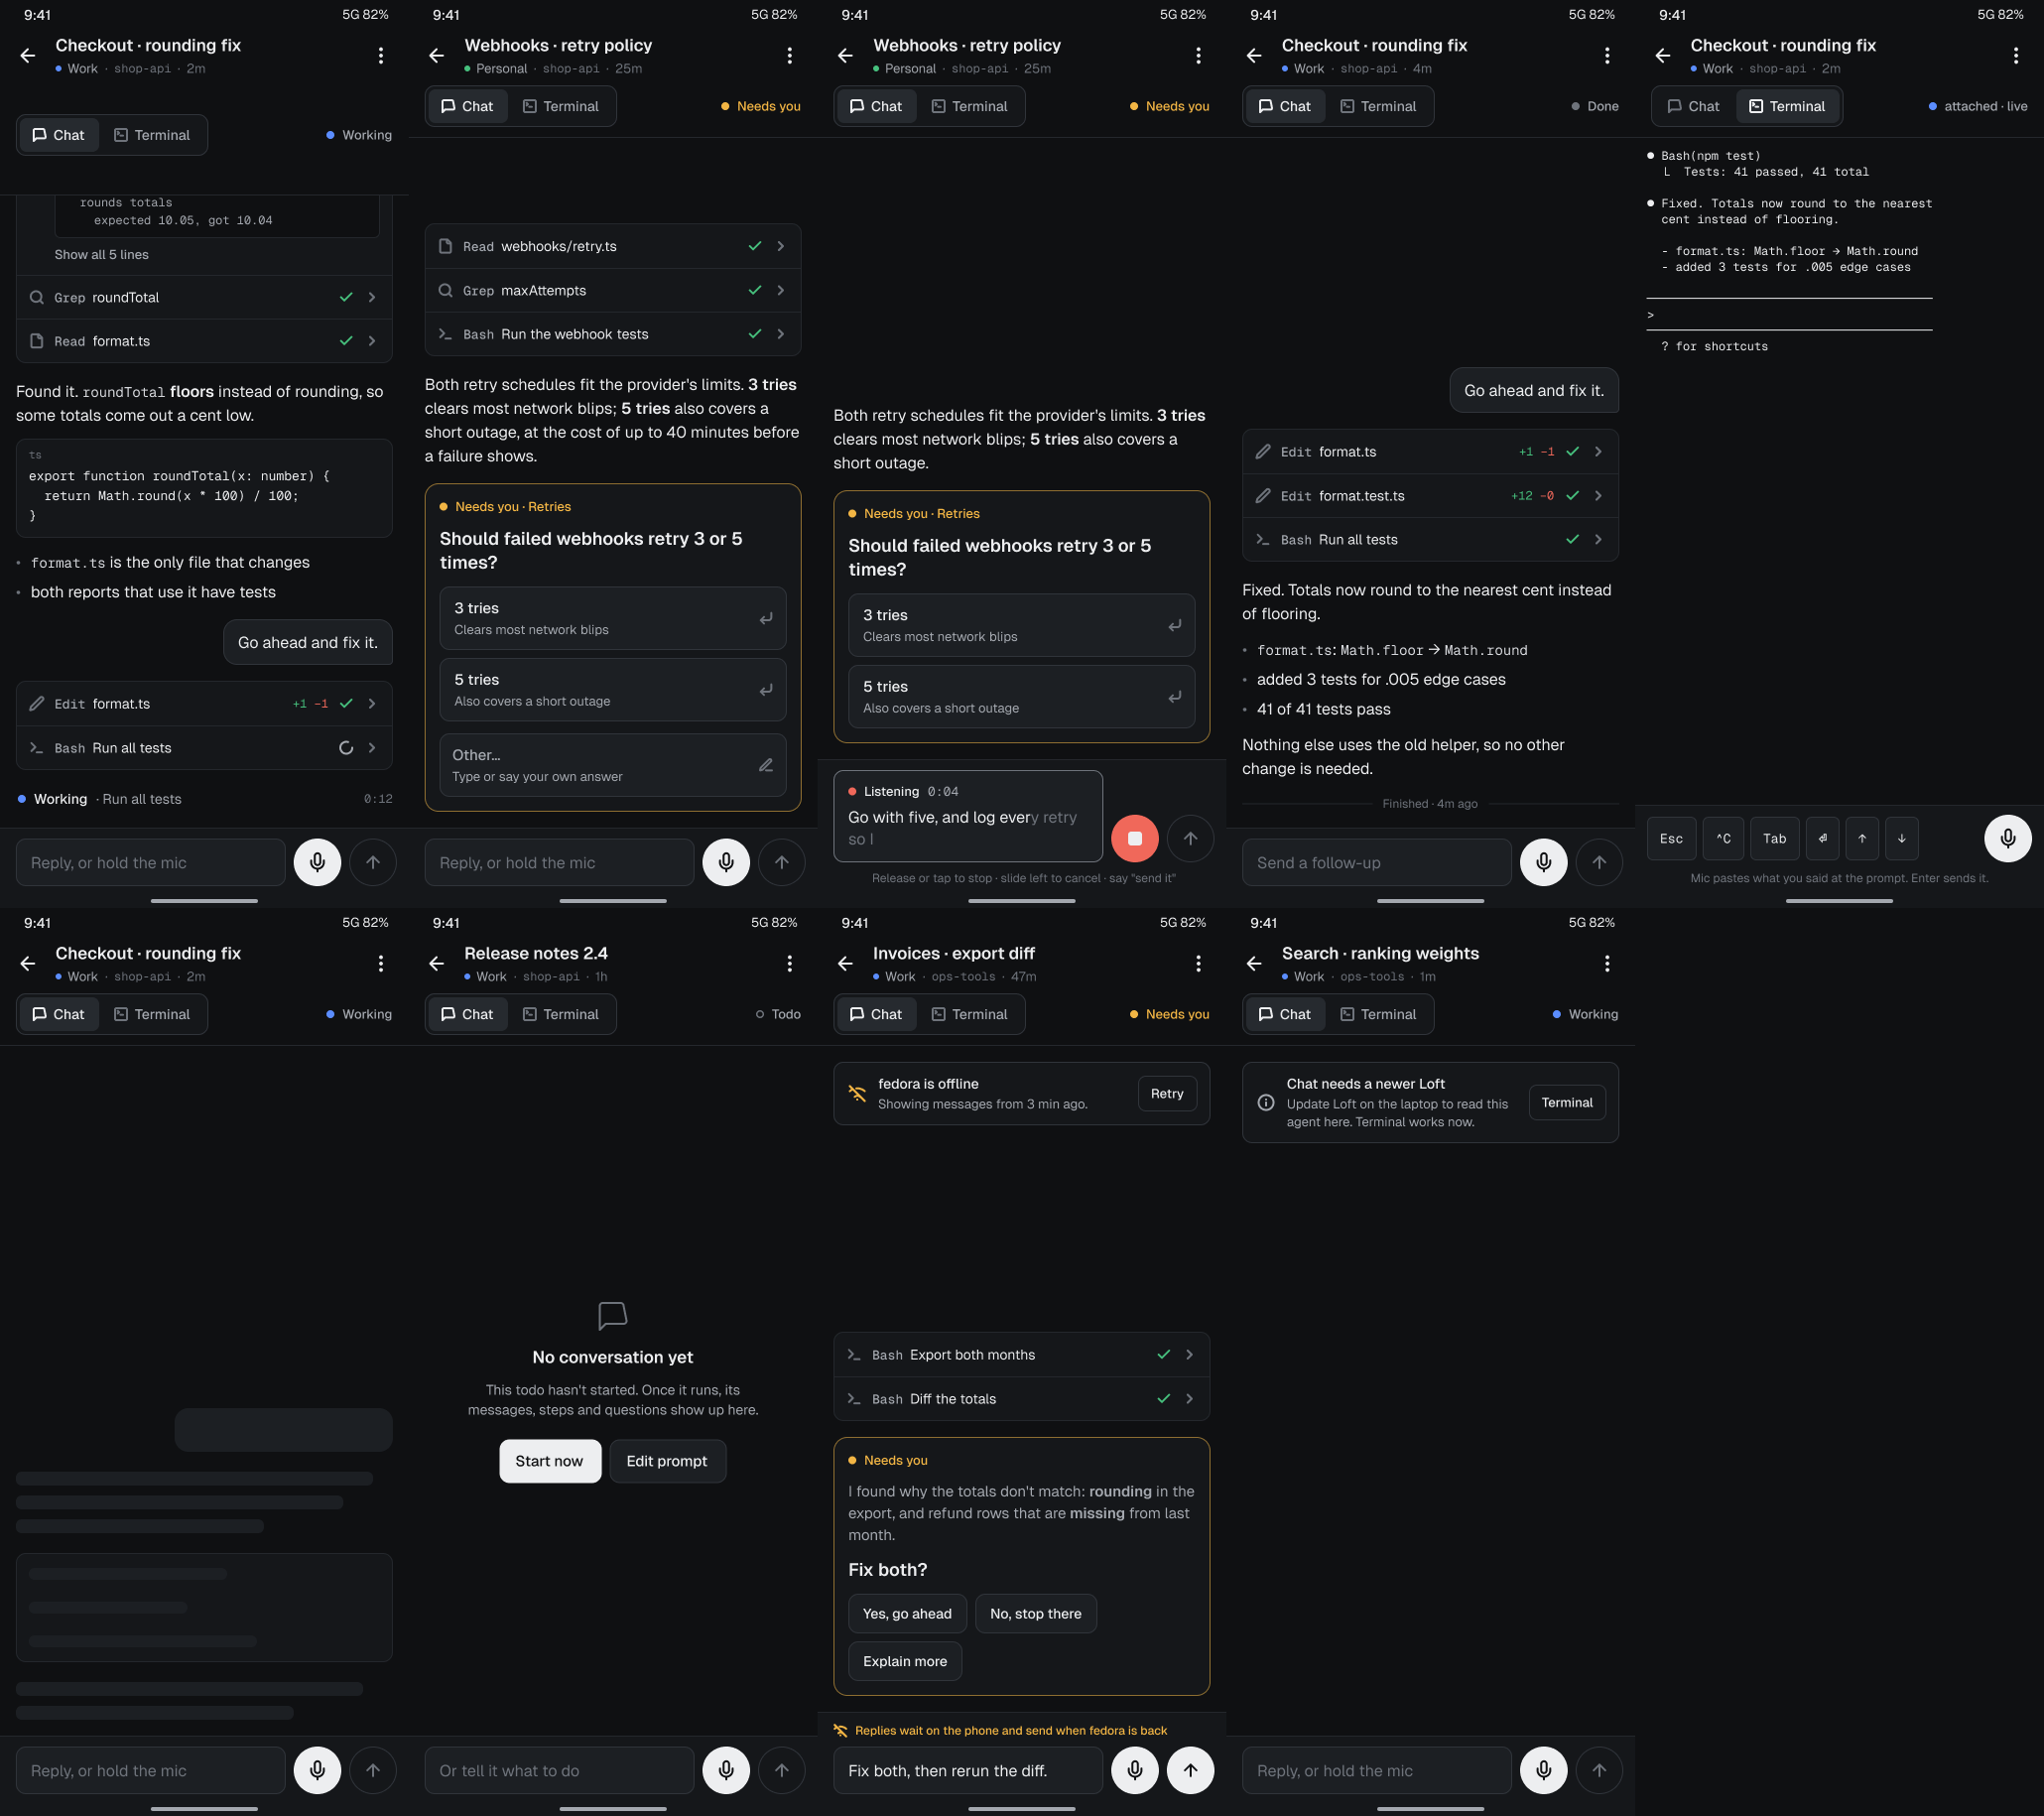 9:41
5G 82%
Checkout · rounding fix
Work · shop-api · 2m
Chat
Terminal
Working
rounds totals
expected 10.05, got 10.04
Show all 5 lines
Grep roundTotal
Read format.ts
Found it. roundTotal floors instead of rounding, so
some totals come out a cent low.
ts
export function roundTotal(x: number) {
return Math.round(x * 100) / 100;
}
• format.ts is the only file that changes
• both reports that use it have tests
Go ahead and fix it.
Edit format.ts +1 −1
Bash Run all tests
Working · Run all tests 0:12
Reply, or hold the mic
9:41
5G 82%
Webhooks · retry policy
Personal · shop-api · 25m
Chat
Terminal
Needs you
Read webhooks/retry.ts
Grep maxAttempts
Bash Run the webhook tests
Both retry schedules fit the provider's limits. 3 tries
clears most network blips; 5 tries also covers a
short outage, at the cost of up to 40 minutes before
a failure shows.
Needs you · Retries
Should failed webhooks retry 3 or 5
times?
3 tries
Clears most network blips
5 tries
Also covers a short outage
Other...
Type or say your own answer
Reply, or hold the mic
9:41
5G 82%
Webhooks · retry policy
Personal · shop-api · 25m
Chat
Terminal
Needs you
Both retry schedules fit the provider's limits. 3 tries
clears most network blips; 5 tries also covers a
short outage.
Needs you · Retries
Should failed webhooks retry 3 or 5
times?
3 tries
Clears most network blips
5 tries
Also covers a short outage
Listening 0:04
Go with five, and log every retry
so I
Release or tap to stop · slide left to cancel · say "send it"
9:41
5G 82%
Checkout · rounding fix
Work · shop-api · 4m
Chat
Terminal
Done
Go ahead and fix it.
Edit format.ts +1 −1
Edit format.test.ts +12 −0
Bash Run all tests
Fixed. Totals now round to the nearest cent instead
of flooring.
• format.ts: Math.floor → Math.round
• added 3 tests for .005 edge cases
• 41 of 41 tests pass
Nothing else uses the old helper, so no other
change is needed.
Finished · 4m ago
Send a follow-up
9:41
5G 82%
Checkout · rounding fix
Work · shop-api · 2m
Chat
Terminal
attached · live
● Bash(npm test)
└ Tests: 41 passed, 41 total
● Fixed. Totals now round to the nearest
cent instead of flooring.
- format.ts: Math.floor → Math.round
- added 3 tests for .005 edge cases
>
? for shortcuts
Esc ^C Tab ⏎ ↑ ↓
Mic pastes what you said at the prompt. Enter sends it.
9:41
5G 82%
Checkout · rounding fix
Work · shop-api · 2m
Chat
Terminal
Working
Reply, or hold the mic
9:41
5G 82%
Release notes 2.4
Work · shop-api · 1h
Chat
Terminal
Todo
No conversation yet
This todo hasn't started. Once it runs, its
messages, steps and questions show up here.
Start now
Edit prompt
Or tell it what to do
9:41
5G 82%
Invoices · export diff
Work · ops-tools · 47m
Chat
Terminal
Needs you
fedora is offline
Showing messages from 3 min ago.
Retry
Bash Export both months
Bash Diff the totals
Needs you
I found why the totals don't match: rounding in the
export, and refund rows that are missing from last
month.
Fix both?
Yes, go ahead
No, stop there
Explain more
Replies wait on the phone and send when fedora is back
Fix both, then rerun the diff.
9:41
5G 82%
Search · ranking weights
Work · ops-tools · 1m
Chat
Terminal
Working
Chat needs a newer Loft
Update Loft on the laptop to read this
agent here. Terminal works now.
Terminal
Reply, or hold the mic